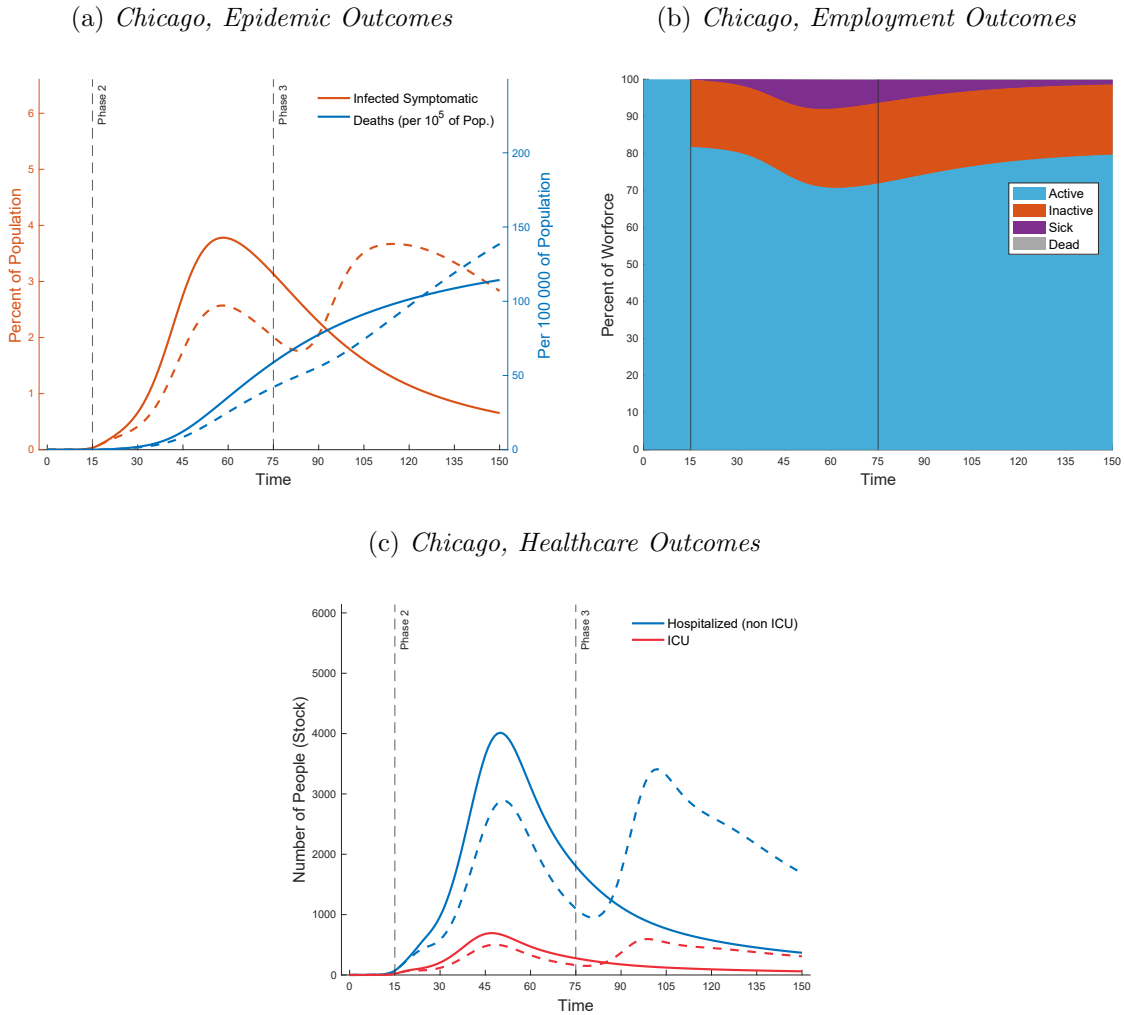 (a) Chicago, Epidemic Outcomes
Phase 2
Phase 3
Infected Symptomatic
Deaths (per 10^5 of Pop.)
6
5
4
3
2
1
0
Percent of Population
200
150
100
50
0
Per 100 000 of Population
0 15 30 45 60 75 90 105 120 135 150
Time
(b) Chicago, Employment Outcomes
100
90
80
70
60
50
40
30
20
10
0
Percent of Worforce
Active
Inactive
Sick
Dead
0 15 30 45 60 75 90 105 120 135 150
Time
(c) Chicago, Healthcare Outcomes
Phase 2
Phase 3
Hospitalized (non ICU)
ICU
6000
5000
4000
3000
2000
1000
0
Number of People (Stock)
0 15 30 45 60 75 90 105 120 135 150
Time